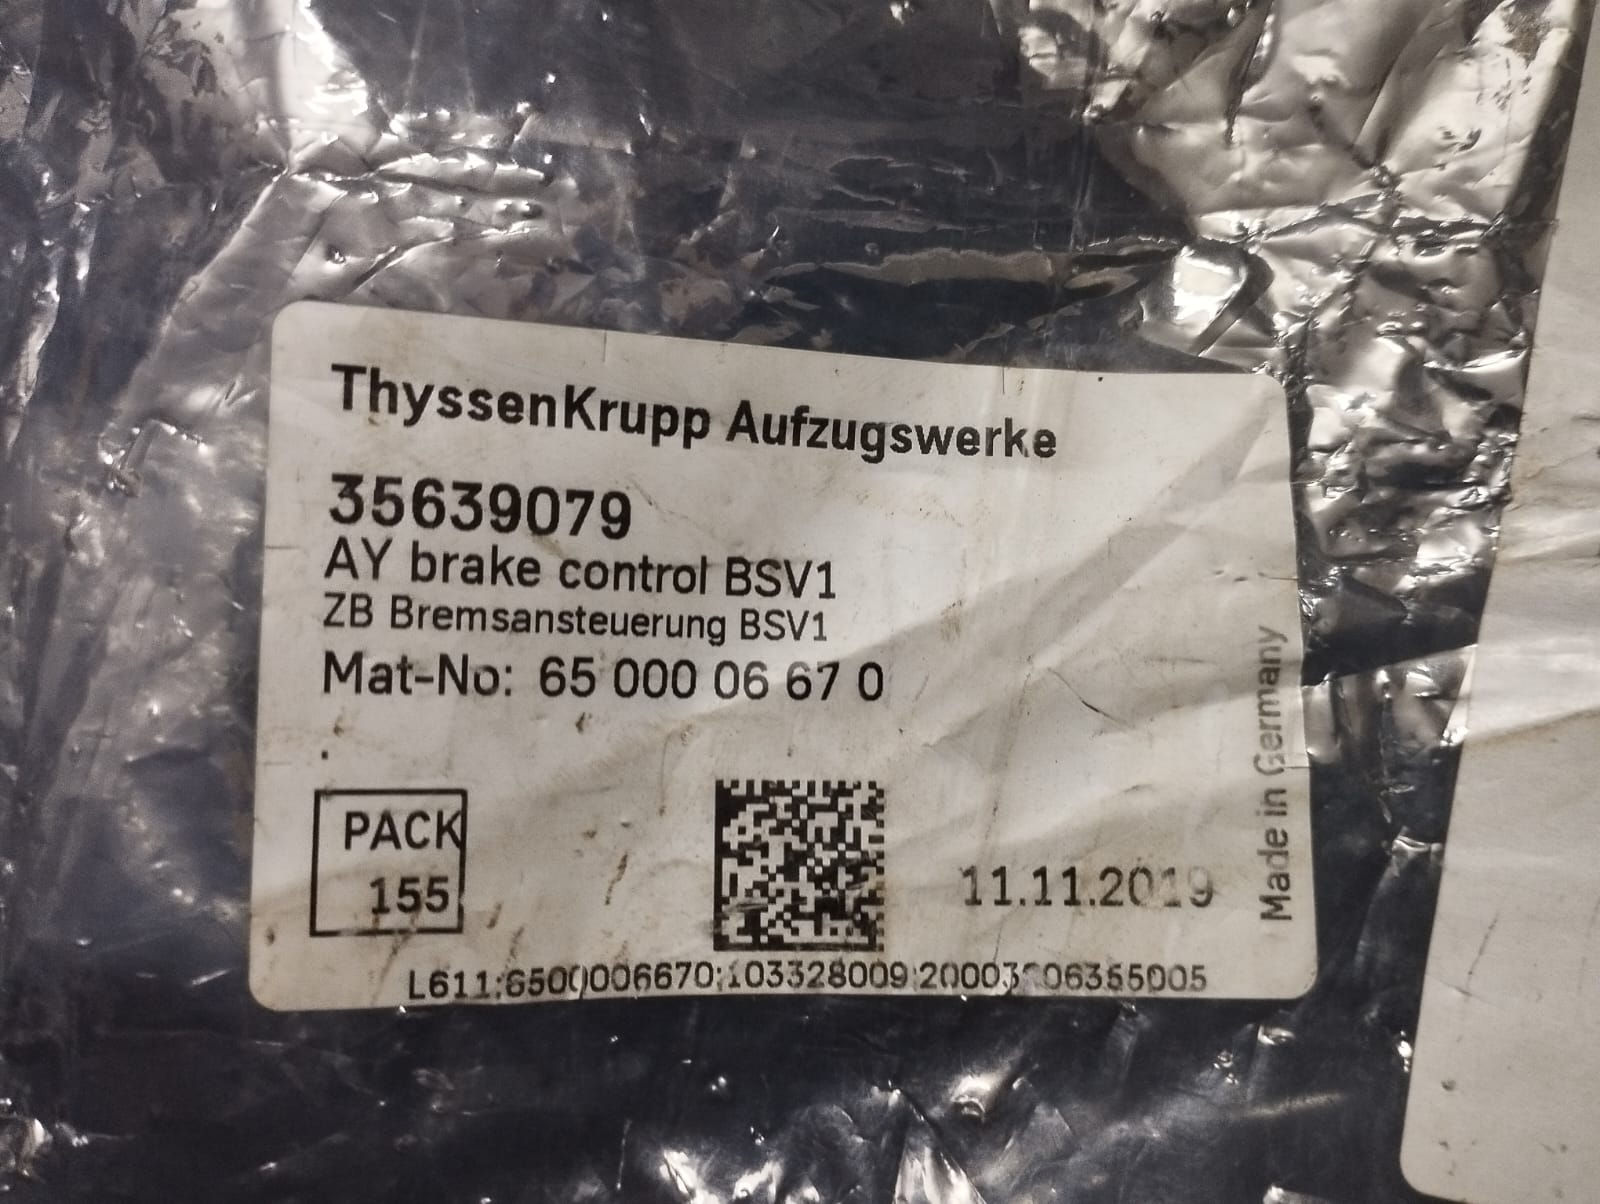 ThyssenKrupp Aufzugswerke
35639079
AY brake control BSV1
ZB Bremsansteuerung BSV1
Mat-No: 65 000 06 67 0
PACK
155
11.11.2019
Made in Germany